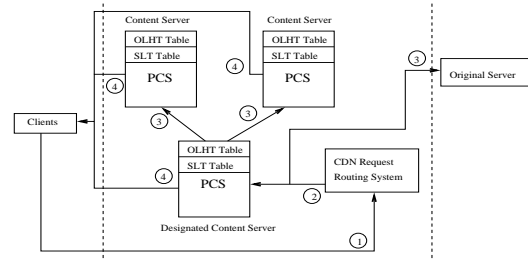 Content Server
Content Server
OLHT Table
SLT Table
PCS
4
OLHT Table
SLT Table
PCS
4
3
Original Server
Clients
3
3
OLHT Table
SLT Table
PCS
4
2
CDN Request
Routing System
Designated Content Server
1